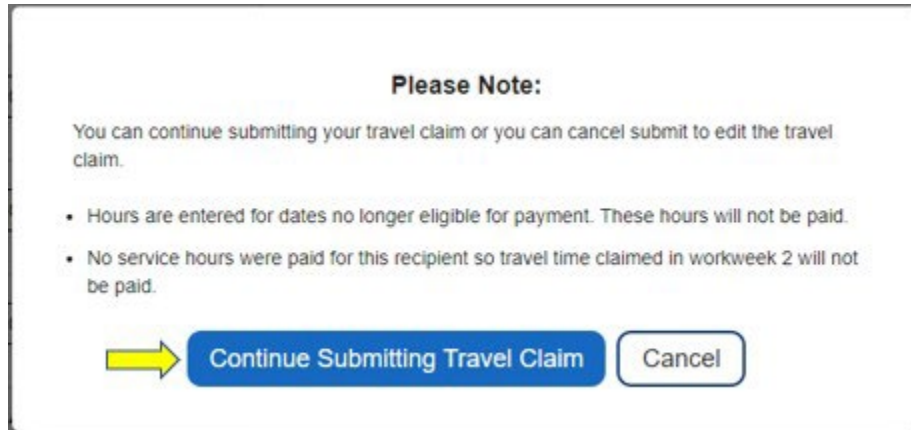 Please Note:
You can continue submitting your travel claim or you can cancel submit to edit the travel
claim.
• Hours are entered for dates no longer eligible for payment. These hours will not be paid.
• No service hours were paid for this recipient so travel time claimed in workweek 2 will not
be paid.
Continue Submitting Travel Claim
Cancel